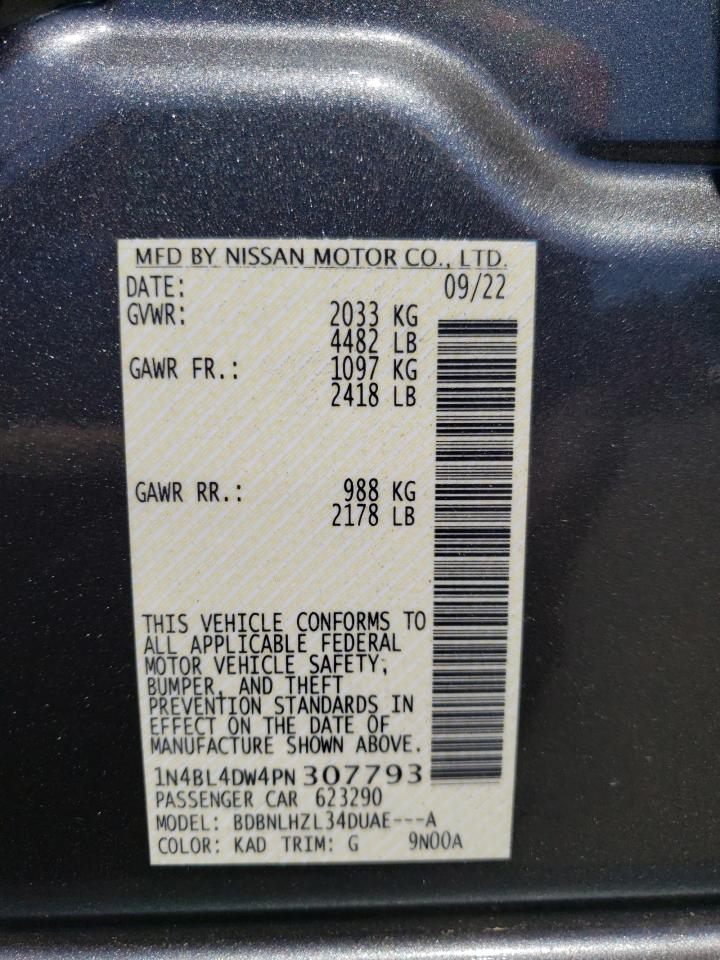 MFD BY NISSAN MOTOR CO., LTD.
DATE: 09/22
GVWR: 2033 KG
4482 LB
GAWR FR.: 1097 KG
2418 LB
GAWR RR.: 988 KG
2178 LB
THIS VEHICLE CONFORMS TO
ALL APPLICABLE FEDERAL
MOTOR VEHICLE SAFETY,
BUMPER, AND THEFT
PREVENTION STANDARDS IN
EFFECT ON THE DATE OF
MANUFACTURE SHOWN ABOVE.
1N4BL4DW4PN307793
PASSENGER CAR 623290
MODEL: BDBNLHZL34DUAE---A
COLOR: KAD TRIM: G 9N00A